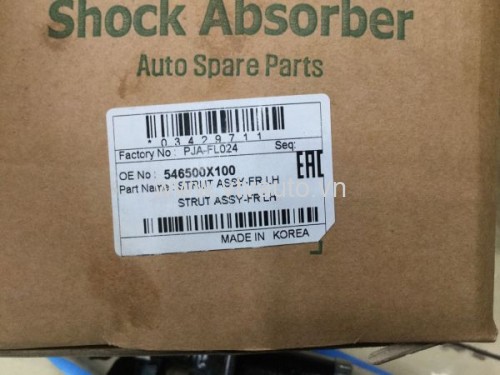 Shock Absorber
Auto Spare Parts
*03429711
Factory No : PJA-FL024 Seq:
OE No : 546500X100
Part Name : STRUT ASSY-FR LH
STRUT ASSY-FR LH
EAC
MADE IN KOREA